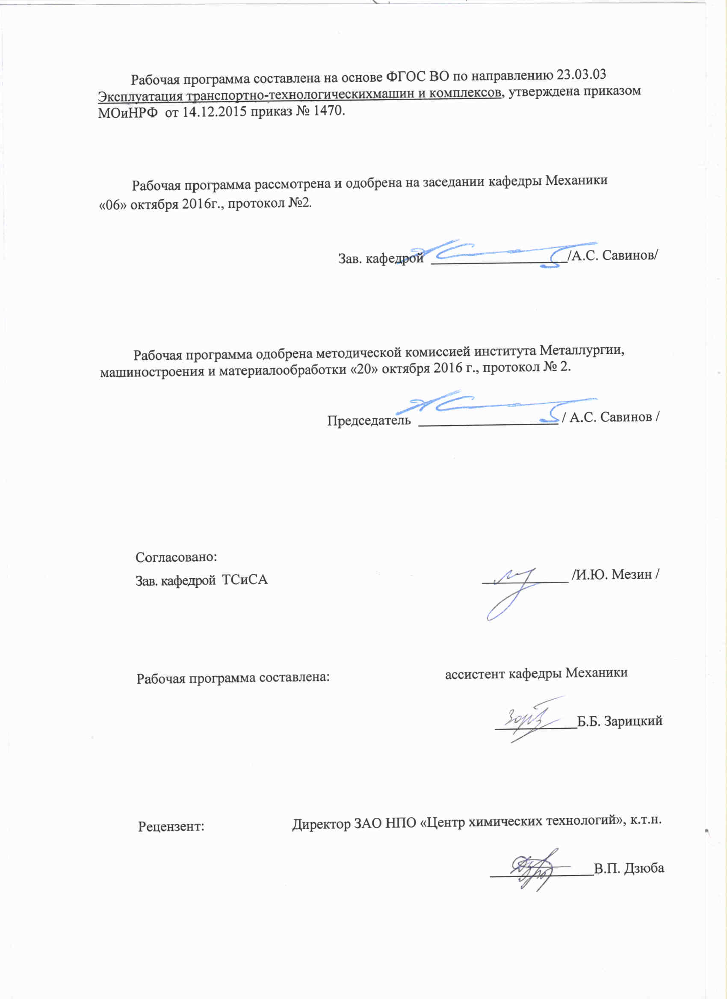 Рабочая программа составлена на основе ФГОС ВО по направлению 23.03.03
Эксплуатация транспортно-технологическихмашин и комплексов, утверждена приказом
МОиНРФ от 14.12.2015 приказ № 1470.
Рабочая программа рассмотрена и одобрена на заседании кафедры Механики
«06» октября 2016г., протокол №2.
Зав. кафедрой /А.С. Савинов/
Рабочая программа одобрена методической комиссией института Металлургии,
машиностроения и материалообработки «20» октября 2016 г., протокол № 2.
Председатель / А.С. Савинов /
Согласовано:
Зав. кафедрой ТСиСА /И.Ю. Мезин /
Рабочая программа составлена: ассистент кафедры Механики
Б.Б. Зарицкий
Рецензент: Директор ЗАО НПО «Центр химических технологий», к.т.н.
В.П. Дзюба